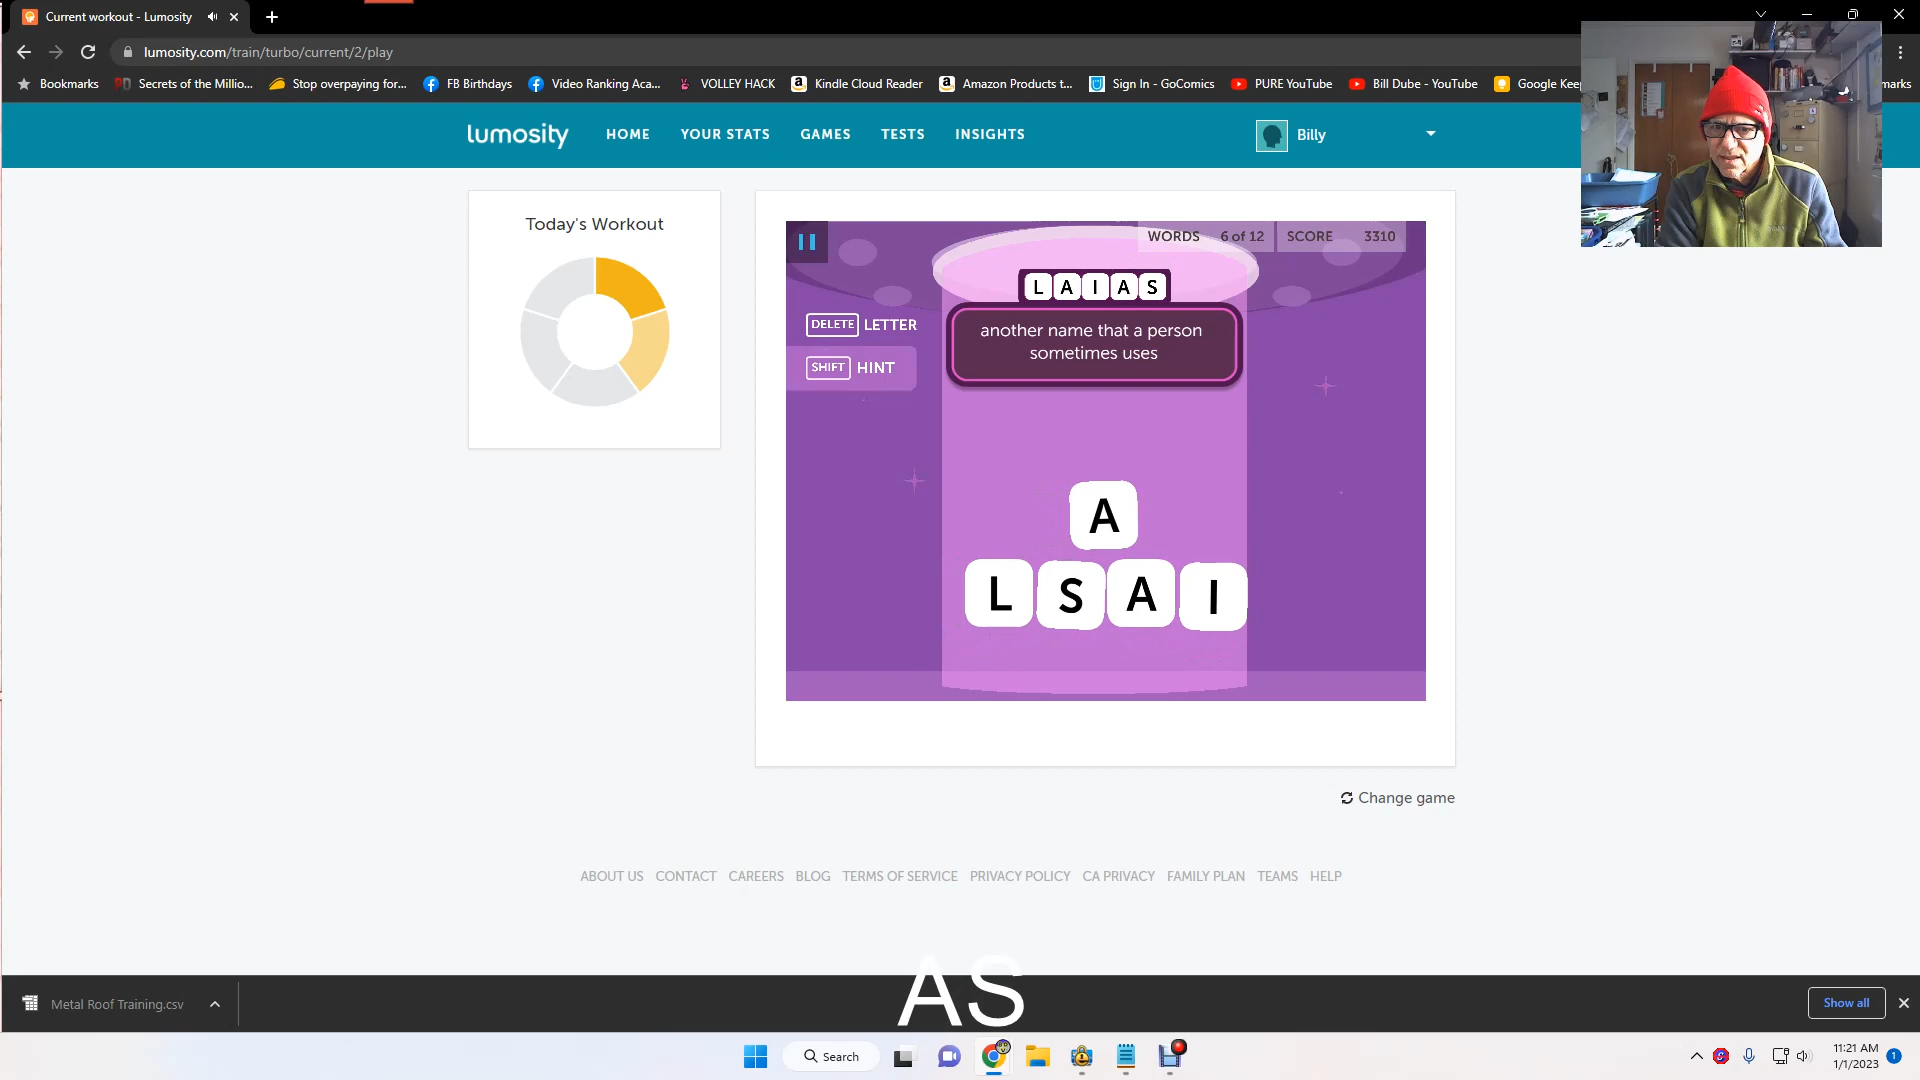 Current workout - Lumosity
lumosity.com/train/turbo/current/2/play
Bookmarks Secrets of the Millio... Stop overpaying for... FB Birthdays Video Ranking Aca... VOLLEY HACK Kindle Cloud Reader Amazon Products t... Sign In - GoComics PURE YouTube Bill Dube - YouTube Google Keep marks
lumosity HOME YOUR STATS GAMES TESTS INSIGHTS Billy
Today's Workout
WORDS 6 of 12 SCORE 3310
L A I A S
DELETE LETTER
SHIFT HINT
another name that a person
sometimes uses
A
L S A I
Change game
ABOUT US CONTACT CAREERS BLOG TERMS OF SERVICE PRIVACY POLICY CA PRIVACY FAMILY PLAN TEAMS HELP
AS
Metal Roof Training.csv
Show all
Search
11:21 AM
1/1/2023
1